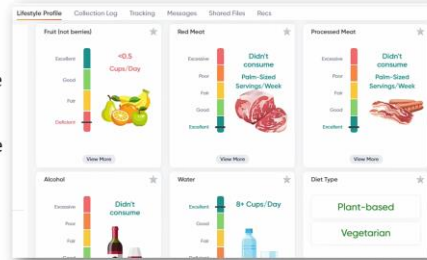 Lifestyle Profile Collection Log Tracking Messages Shared Files Recs
Fruit (not berries)
Excellent
Good
Fair
Deficient
<0.5
Cups/Day
View More
Red Meat
Excessive
Poor
Fair
Good
Excellent
Didn't
consume
Palm-Sized
Servings/Week
View More
Processed Meat
Excessive
Poor
Fair
Good
Excellent
Didn't
consume
Palm-Sized
Servings/Week
View More
Alcohol
Excessive
Poor
Fair
Didn't
consume
Water
Excellent
Good
Fair
8+ Cups/Day
Diet Type
Plant-based
Vegetarian